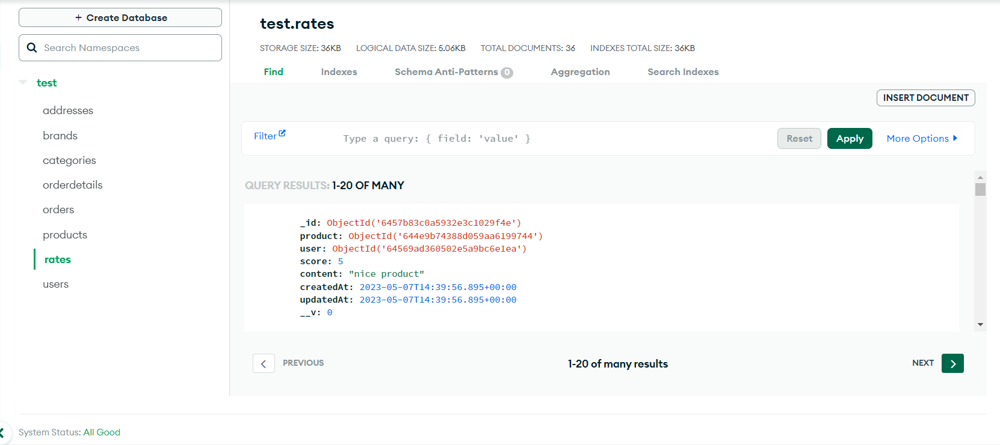 + Create Database
Search Namespaces
test
addresses
brands
categories
orderdetails
orders
products
rates
users
test.rates
STORAGE SIZE: 36KB LOGICAL DATA SIZE: 5.06KB TOTAL DOCUMENTS: 36 INDEXES TOTAL SIZE: 36KB
Find Indexes Schema Anti-Patterns 0 Aggregation Search Indexes
INSERT DOCUMENT
Filter Type a query: { field: 'value' } Reset Apply More Options
QUERY RESULTS: 1-20 OF MANY
_id: ObjectId('6457b83c0a5932e3c1029f4e')
product: ObjectId('644e9b74388d059aa6199744')
user: ObjectId('64569ad360502e5a9bc6e1ea')
score: 5
content: "nice product"
createdAt: 2023-05-07T14:39:56.895+00:00
updatedAt: 2023-05-07T14:39:56.895+00:00
__v: 0
PREVIOUS 1-20 of many results NEXT
System Status: All Good